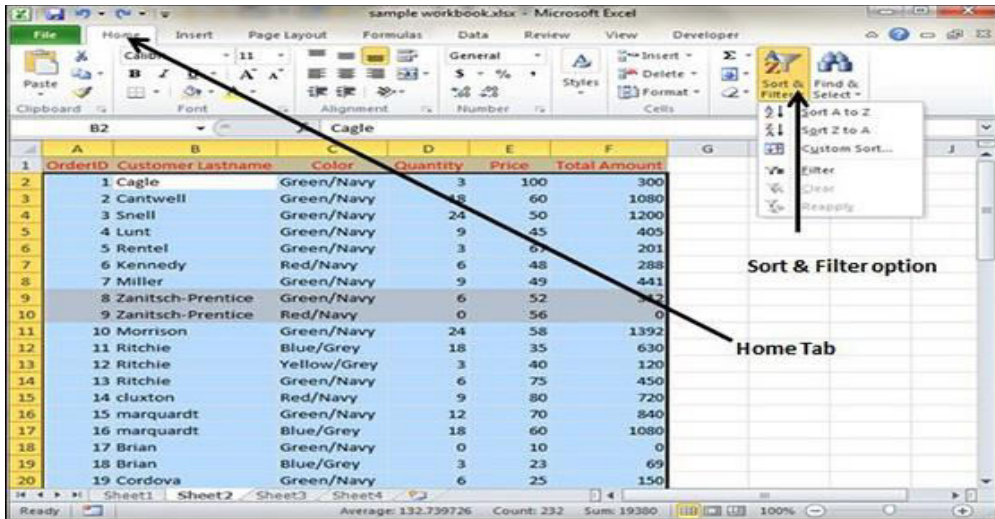 sample workbook.xlsx - Microsoft Excel
File Home Insert Page Layout Formulas Data Review View Developer
11 General Insert
Paste B Styles Delete Sort & Filter Find & Select
$ % , Format
Clipboard Font Alignment Number Cells
B2 Cagle
A B C D E F G J
1 OrderID Customer Lastname Color Quantity Price Total Amount
2 1 Cagle Green/Navy 3 100 300
3 2 Cantwell Green/Navy 60 1080
4 3 Snell Green/Navy 24 50 1200
5 4 Lunt Green/Navy 9 45 405
6 5 Rentel Green/Navy 3 201
7 6 Kennedy Red/Navy 6 48 288
8 7 Miller Green/Navy 9 49 441
9 8 Zanitsch-Prentice Green/Navy 6 52
10 9 Zanitsch-Prentice Red/Navy 0 56 0
11 10 Morrison Green/Navy 24 58 1392
12 11 Ritchie Blue/Grey 18 35 630
13 12 Ritchie Yellow/Grey 3 40 120
14 13 Ritchie Green/Navy 6 75 450
15 14 cluxton Red/Navy 9 80 720
16 15 marquardt Green/Navy 12 70 840
17 16 marquardt Blue/Grey 18 60 1080
18 17 Brian Green/Navy 0 10 0
19 18 Brian Blue/Grey 3 23 69
20 19 Cordova Green/Navy 6 25 150
Sort A to Z
Sort Z to A
Custom Sort...
Filter
Clear
Reapply
Sort & Filter option
Home Tab
Sheet1 Sheet2 Sheet3 Sheet4
Ready Average: 132.739726 Count: 232 Sum: 19380 100%